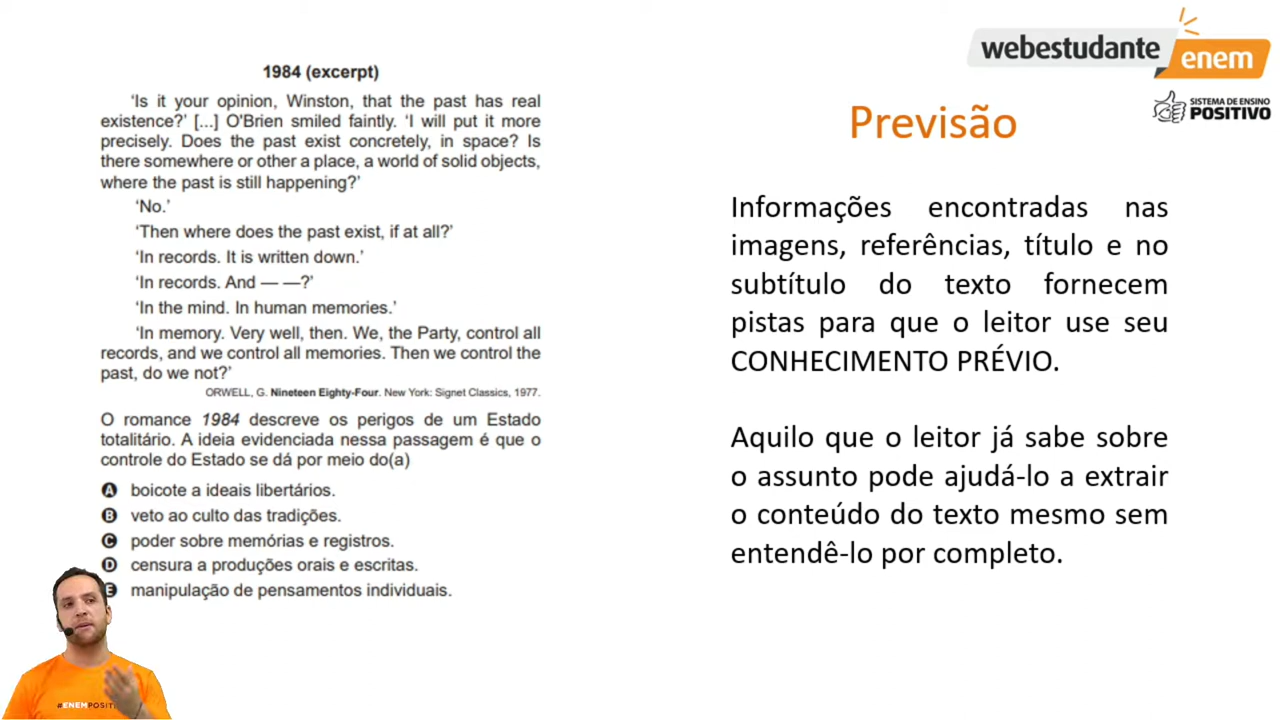 1984 (excerpt)
'Is it your opinion, Winston, that the past has real
existence?' [...] O'Brien smiled faintly. 'I will put it more
precisely. Does the past exist concretely, in space? Is
there somewhere or other a place, a world of solid objects,
where the past is still happening?'
'No.'
'Then where does the past exist, if at all?'
'In records. It is written down.'
'In records. And — —?'
'In the mind. In human memories.'
'In memory. Very well, then. We, the Party, control all
records, and we control all memories. Then we control the
past, do we not?'
ORWELL, G. Nineteen Eighty-Four. New York: Signet Classics, 1977.
O romance 1984 descreve os perigos de um Estado
totalitário. A ideia evidenciada nessa passagem é que o
controle do Estado se dá por meio do(a)
A boicote a ideais libertários.
B veto ao culto das tradições.
C poder sobre memórias e registros.
D censura a produções orais e escritas.
E manipulação de pensamentos individuais.
webestudante
enem
SISTEMA DE ENSINO
POSITIVO
Previsão
Informações encontradas nas
imagens, referências, título e no
subtítulo do texto fornecem
pistas para que o leitor use seu
CONHECIMENTO PRÉVIO.
Aquilo que o leitor já sabe sobre
o assunto pode ajudá-lo a extrair
o conteúdo do texto mesmo sem
entendê-lo por completo.